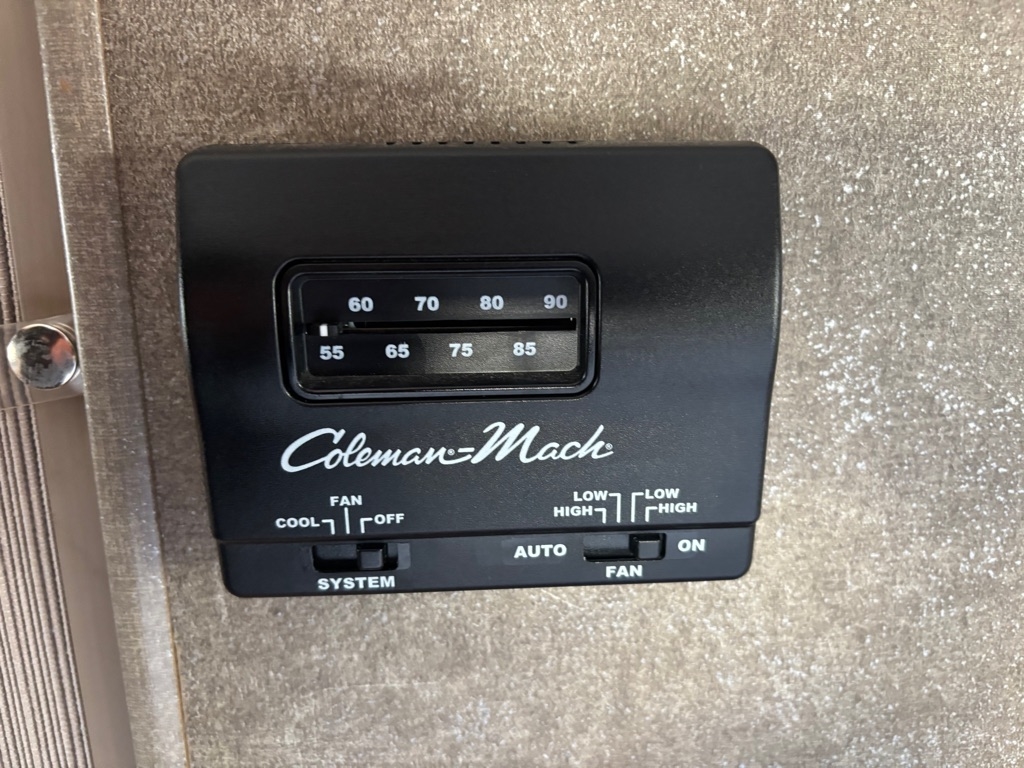 60 70 80 90
55 65 75 85
Coleman®-Mach®
FAN
COOL OFF
LOW LOW
HIGH HIGH
AUTO ON
SYSTEM FAN